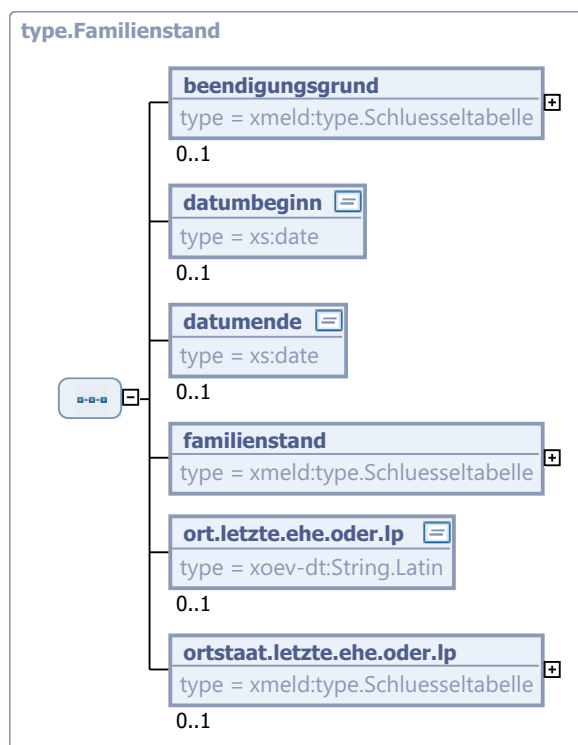 type.Familienstand
beendigungsgrund
type = xmeld:type.Schluesseltabelle
0..1
datumbeginn
type = xs:date
0..1
datumende
type = xs:date
0..1
familienstand
type = xmeld:type.Schluesseltabelle
ort.letzte.ehe.oder.lp
type = xoev-dt:String.Latin
0..1
ortstaat.letzte.ehe.oder.lp
type = xmeld:type.Schluesseltabelle
0..1